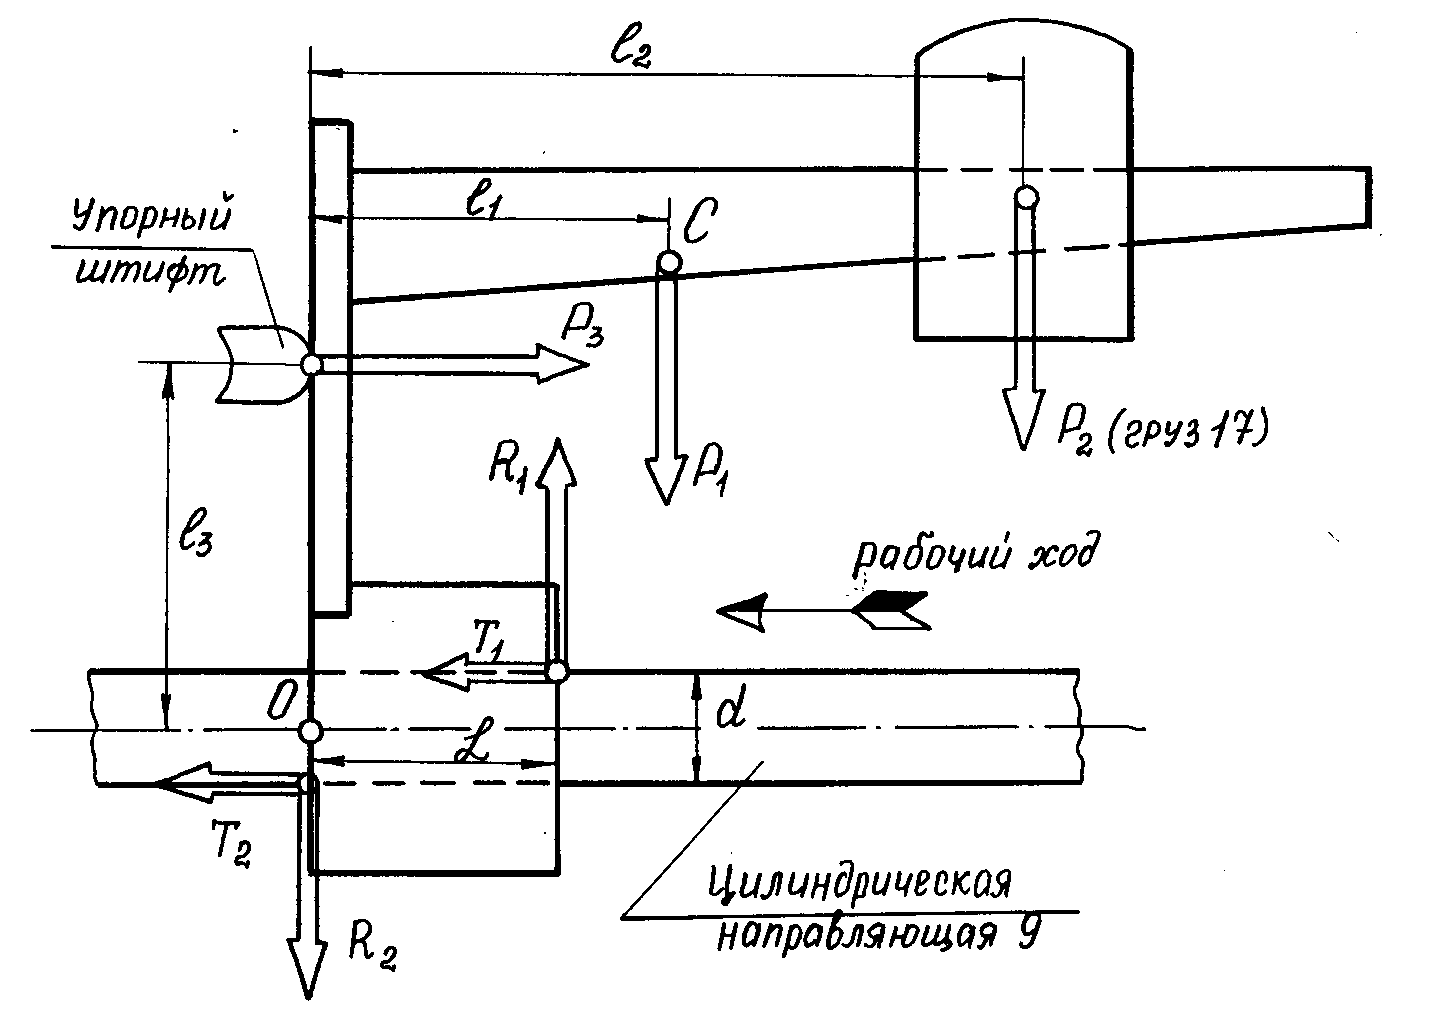 l₂
l₁
C
Упорный
штифт
P₃
P₂ (груз 17)
R₁
P₁
l₃
рабочий ход
T₁
O
L
d
T₂
Цилиндрическая
направляющая 9
R₂